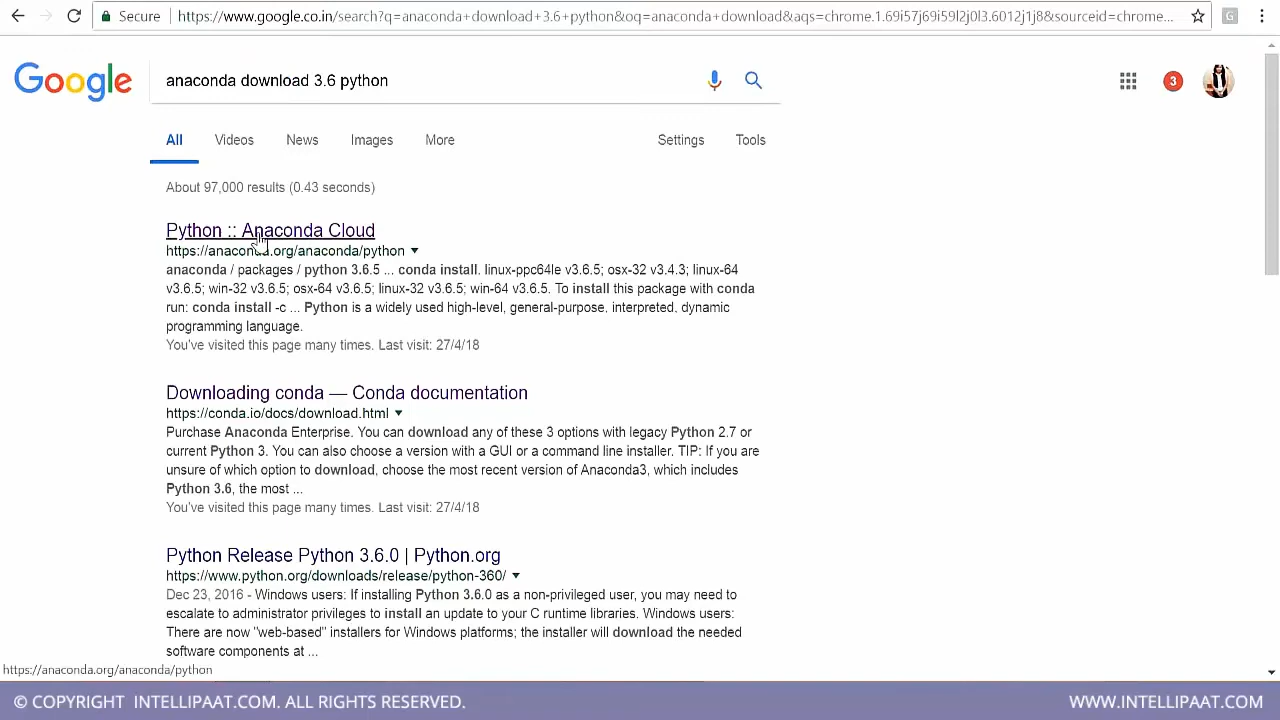 Secure https://www.google.co.in/search?q=anaconda+download+3.6+python&oq=anaconda+download&aqs=chrome.1.69i57j69i59l2j0l3.6012j1j8&sourceid=chrome... G
Google anaconda download 3.6 python 3
All Videos News Images More Settings Tools
About 97,000 results (0.43 seconds)
Python :: Anaconda Cloud
https://anaconda.org/anaconda/python
anaconda / packages / python 3.6.5 ... conda install. linux-ppc64le v3.6.5; osx-32 v3.4.3; linux-64
v3.6.5; win-32 v3.6.5; osx-64 v3.6.5; linux-32 v3.6.5; win-64 v3.6.5. To install this package with conda
run: conda install -c ... Python is a widely used high-level, general-purpose, interpreted, dynamic
programming language.
You've visited this page many times. Last visit: 27/4/18
Downloading conda — Conda documentation
https://conda.io/docs/download.html
Purchase Anaconda Enterprise. You can download any of these 3 options with legacy Python 2.7 or
current Python 3. You can also choose a version with a GUI or a command line installer. TIP: If you are
unsure of which option to download, choose the most recent version of Anaconda3, which includes
Python 3.6, the most ...
You've visited this page many times. Last visit: 27/4/18
Python Release Python 3.6.0 | Python.org
https://www.python.org/downloads/release/python-360/
Dec 23, 2016 - Windows users: If installing Python 3.6.0 as a non-privileged user, you may need to
escalate to administrator privileges to install an update to your C runtime libraries. Windows users:
There are now "web-based" installers for Windows platforms; the installer will download the needed
software components at ...
https://anaconda.org/anaconda/python
© COPYRIGHT INTELLIPAAT.COM. ALL RIGHTS RESERVED. WWW.INTELLIPAAT.COM